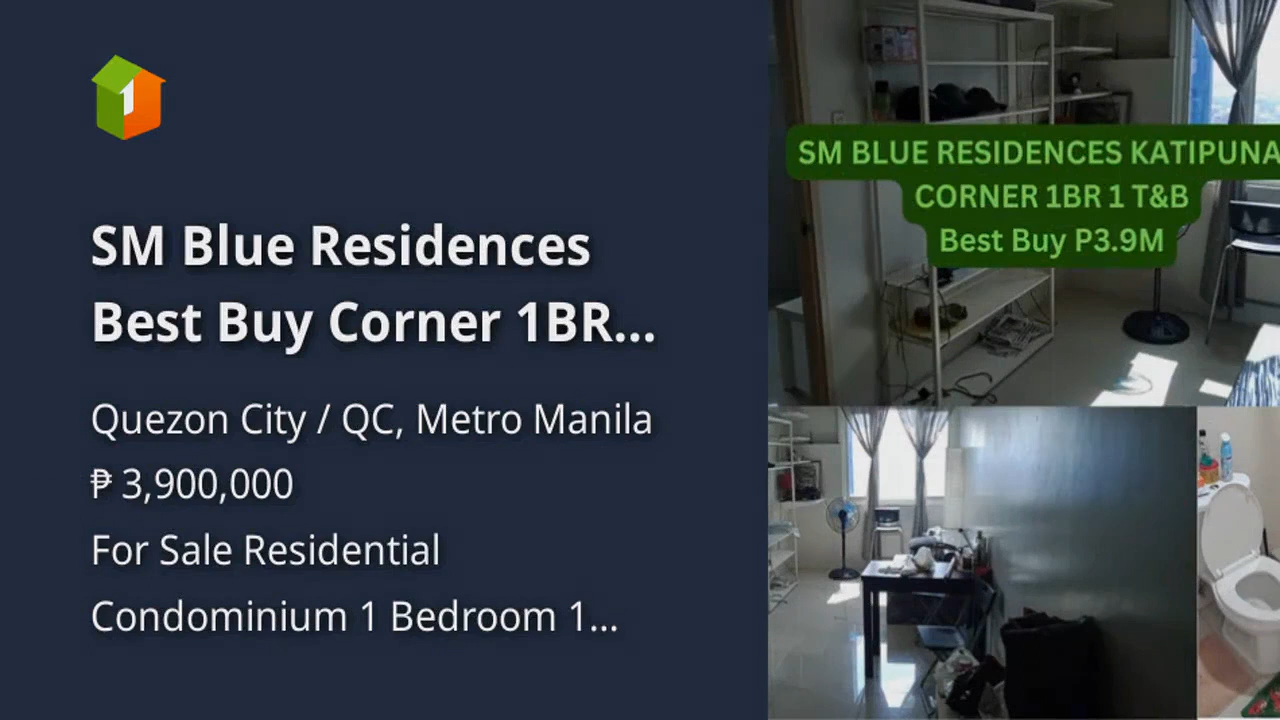 SM Blue Residences
Best Buy Corner 1BR...
Quezon City / QC, Metro Manila
₱ 3,900,000
For Sale Residential
Condominium 1 Bedroom 1...
SM BLUE RESIDENCES KATIPUNA
CORNER 1BR 1 T&B
Best Buy P3.9M